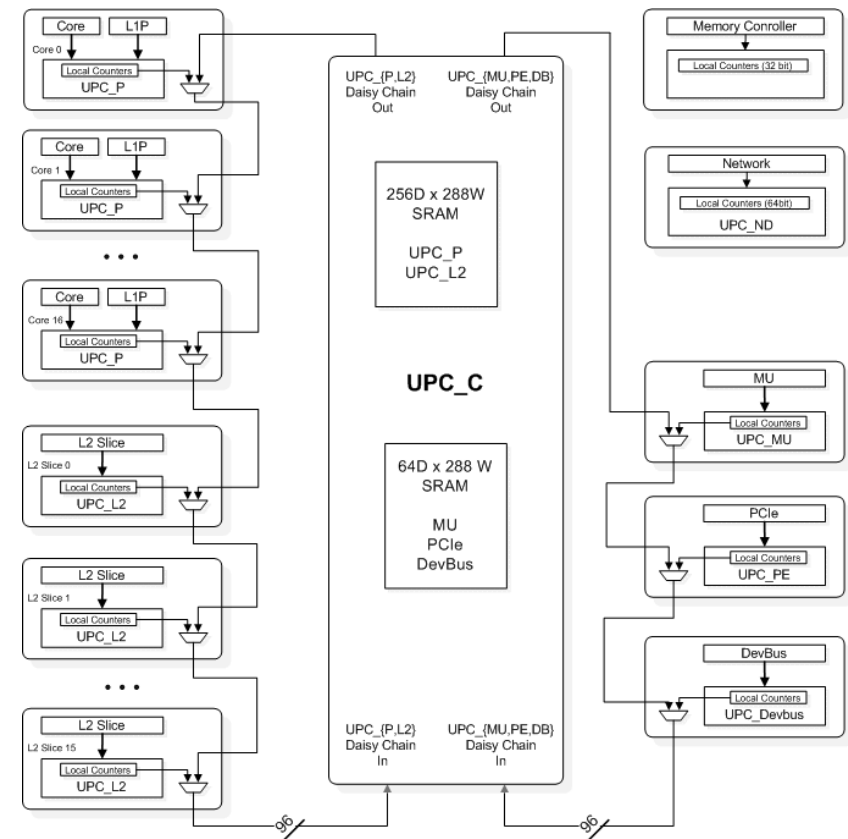 Core L1P
Core 0
Local Counters
UPC_P
Core L1P
Core 1
Local Counters
UPC_P
• • •
Core L1P
Core 16
Local Counters
UPC_P
L2 Slice
L2 Slice 0
Local Counters
UPC_L2
L2 Slice
L2 Slice 1
Local Counters
UPC_L2
• • •
L2 Slice
L2 Slice 15
Local Counters
UPC_L2
96
UPC_{P,L2}
Daisy Chain
Out
UPC_{MU,PE,DB}
Daisy Chain
Out
256D x 288W
SRAM
UPC_P
UPC_L2
UPC_C
64D x 288 W
SRAM
MU
PCIe
DevBus
UPC_{P,L2}
Daisy Chain
In
UPC_{MU,PE,DB}
Daisy Chain
In
96
Memory Conroller
Local Counters (32 bit)
Network
Local Counters (64bit)
UPC_ND
MU
Local Counters
UPC_MU
PCIe
Local Counters
UPC_PE
DevBus
Local Counters
UPC_Devbus